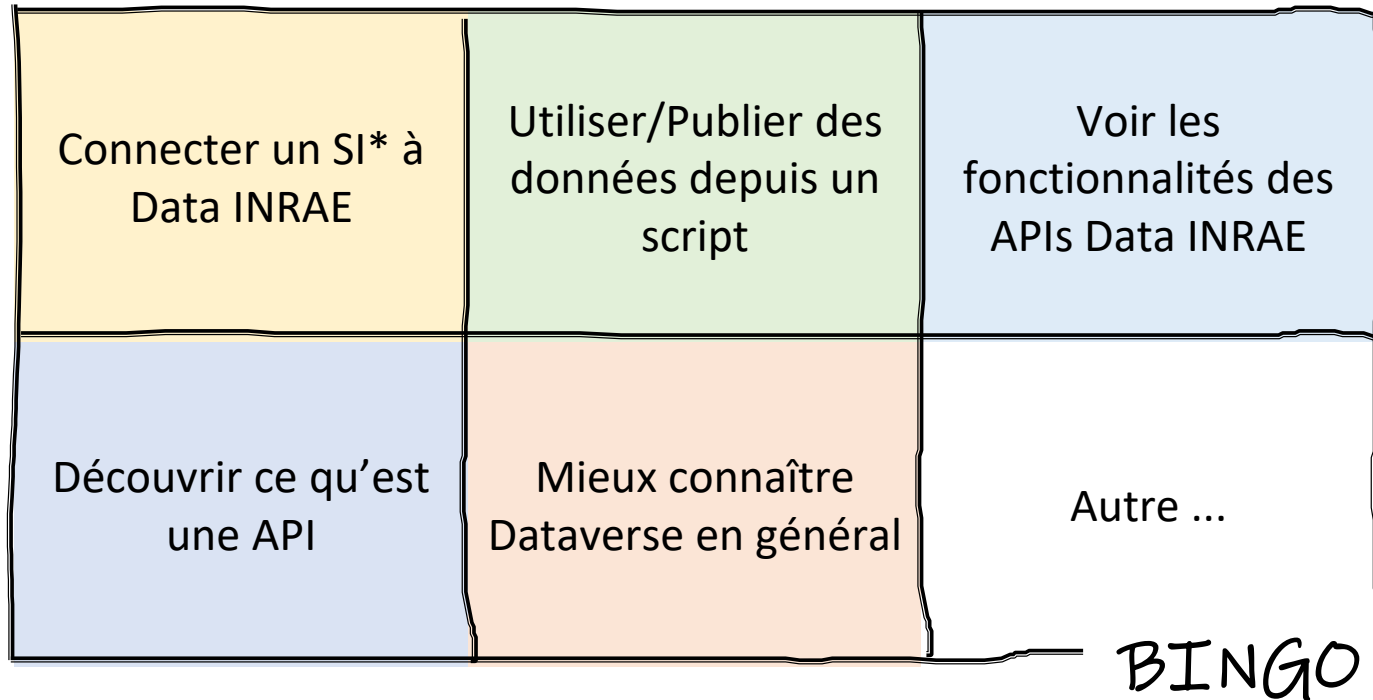 Connecter un SI* à
Data INRAE
Utiliser/Publier des
données depuis un
script
Voir les
fonctionnalités des
APIs Data INRAE
Découvrir ce qu’est
une API
Mieux connaître
Dataverse en général
Autre ...
BINGO